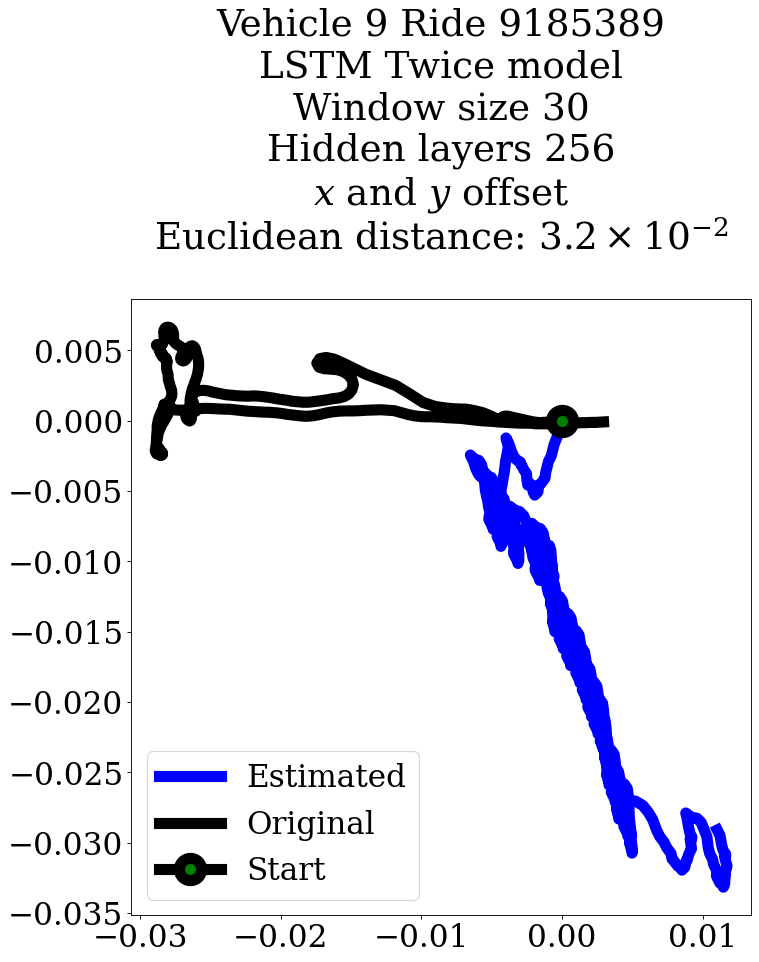 Vehicle 9 Ride 9185389
LSTM Twice model
Window size 30
Hidden layers 256
x and y offset
Euclidean distance: 3.2 × 10⁻²
0.005
0.000
−0.005
−0.010
−0.015
−0.020
−0.025
−0.030
−0.035
Estimated
Original
Start
−0.03 −0.02 −0.01 0.00 0.01